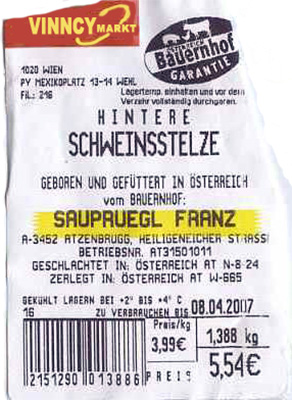 VINNCY MARKT
Bauernhof
GARANTIE
1020 WIEN
PV MEXIKOPLATZ 13-14 WEHL
FIL: 216
Lagertemp. einhalten und vor dem
Verzehr vollständig durchgaren.
HINTERE
SCHWEINSSTELZE
GEBOREN UND GEFÜTTERT IN ÖSTERREICH
vom BAUERNHOF:
SAUPRUEGL FRANZ
A-3452 ATZENBRUGG, HEILIGENEICHER STRASS
BETRIEBSNR. AT31501011
GESCHLACHTET IN: ÖSTERREICH AT N-8-24
ZERLEGT IN: ÖSTERREICH AT W-665
GEKÜHLT LAGERN BEI +2° BIS +4° C
16 ZU VERBRAUCHEN BIS 08.04.2007
Preis/kg
3,99€ 1,388 kg
PREIS 5,54€
2151290 013886